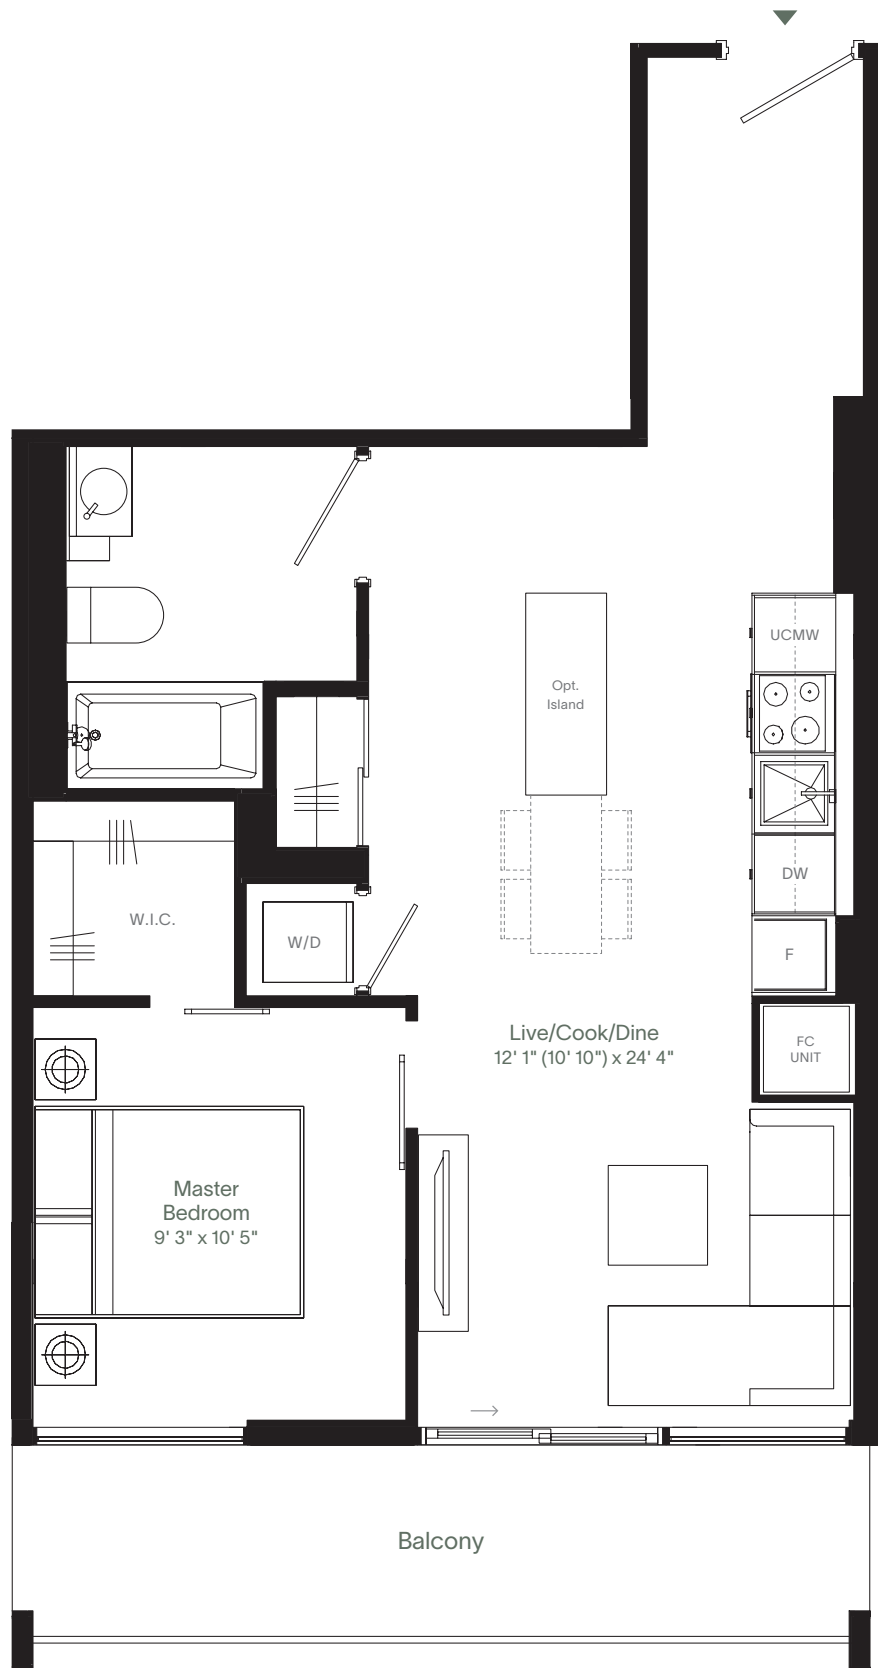 UCMW
Opt.
Island
DW
W.I.C.
W/D
F
Live/Cook/Dine
12' 1" (10' 10") x 24' 4"
FC
UNIT
Master
Bedroom
9' 3" x 10' 5"
Balcony